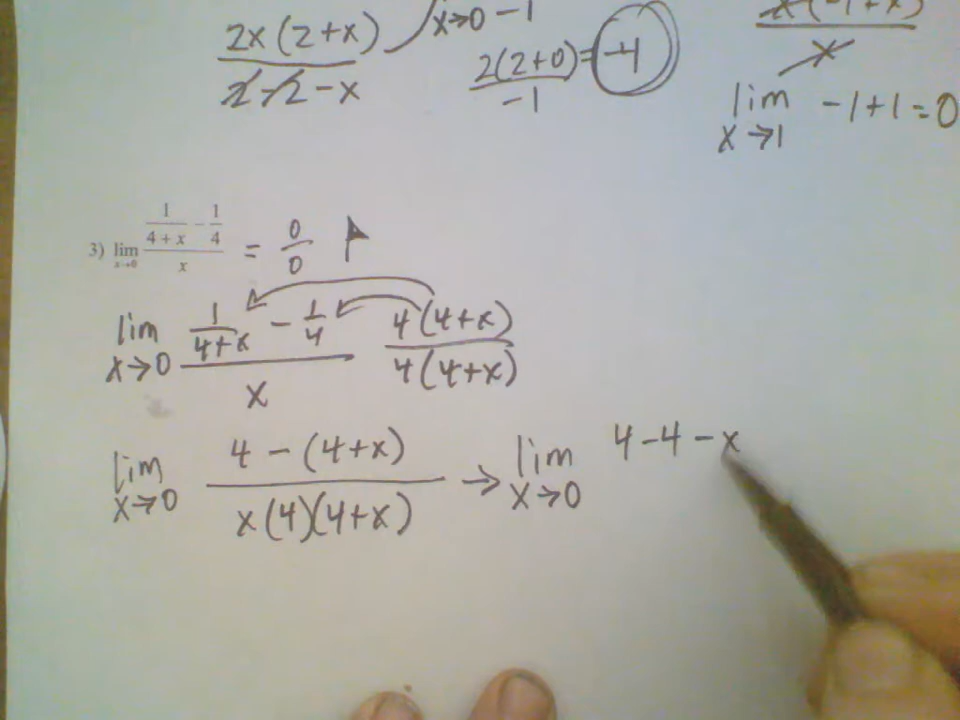 2x(2+x)
2-2-x
x→0 -1
2(2+0) = -4
-1
x(-1+x)
x
lim -1+1=0
x→1
3) lim 1/(4+x) - 1/4
x→0 x
= 0/0
lim 1/(4+x) - 1/4 4(4+x)
x→0 x 4(4+x)
lim 4-(4+x) → lim 4-4-x
x→0 x(4)(4+x) x→0